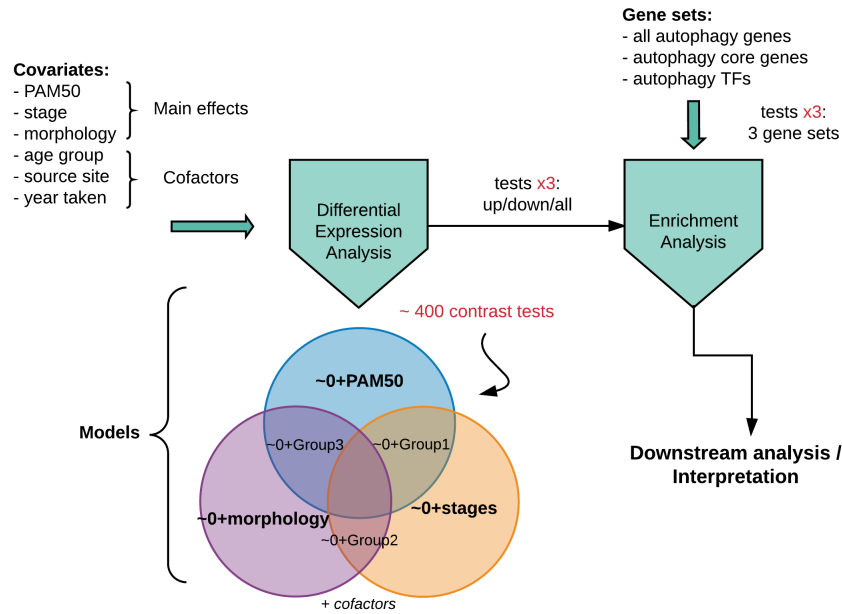 Gene sets:
- all autophagy genes
- autophagy core genes
- autophagy TFs
Covariates:
- PAM50
- stage
- morphology
- age group
- source site
- year taken
Main effects
Cofactors
tests x3:
3 gene sets
Differential
Expression
Analysis
tests x3:
up/down/all
Enrichment
Analysis
~ 400 contrast tests
Models
~0+PAM50
~0+Group3
~0+Group1
~0+morphology
~0+stages
~0+Group2
+ cofactors
Downstream analysis /
Interpretation